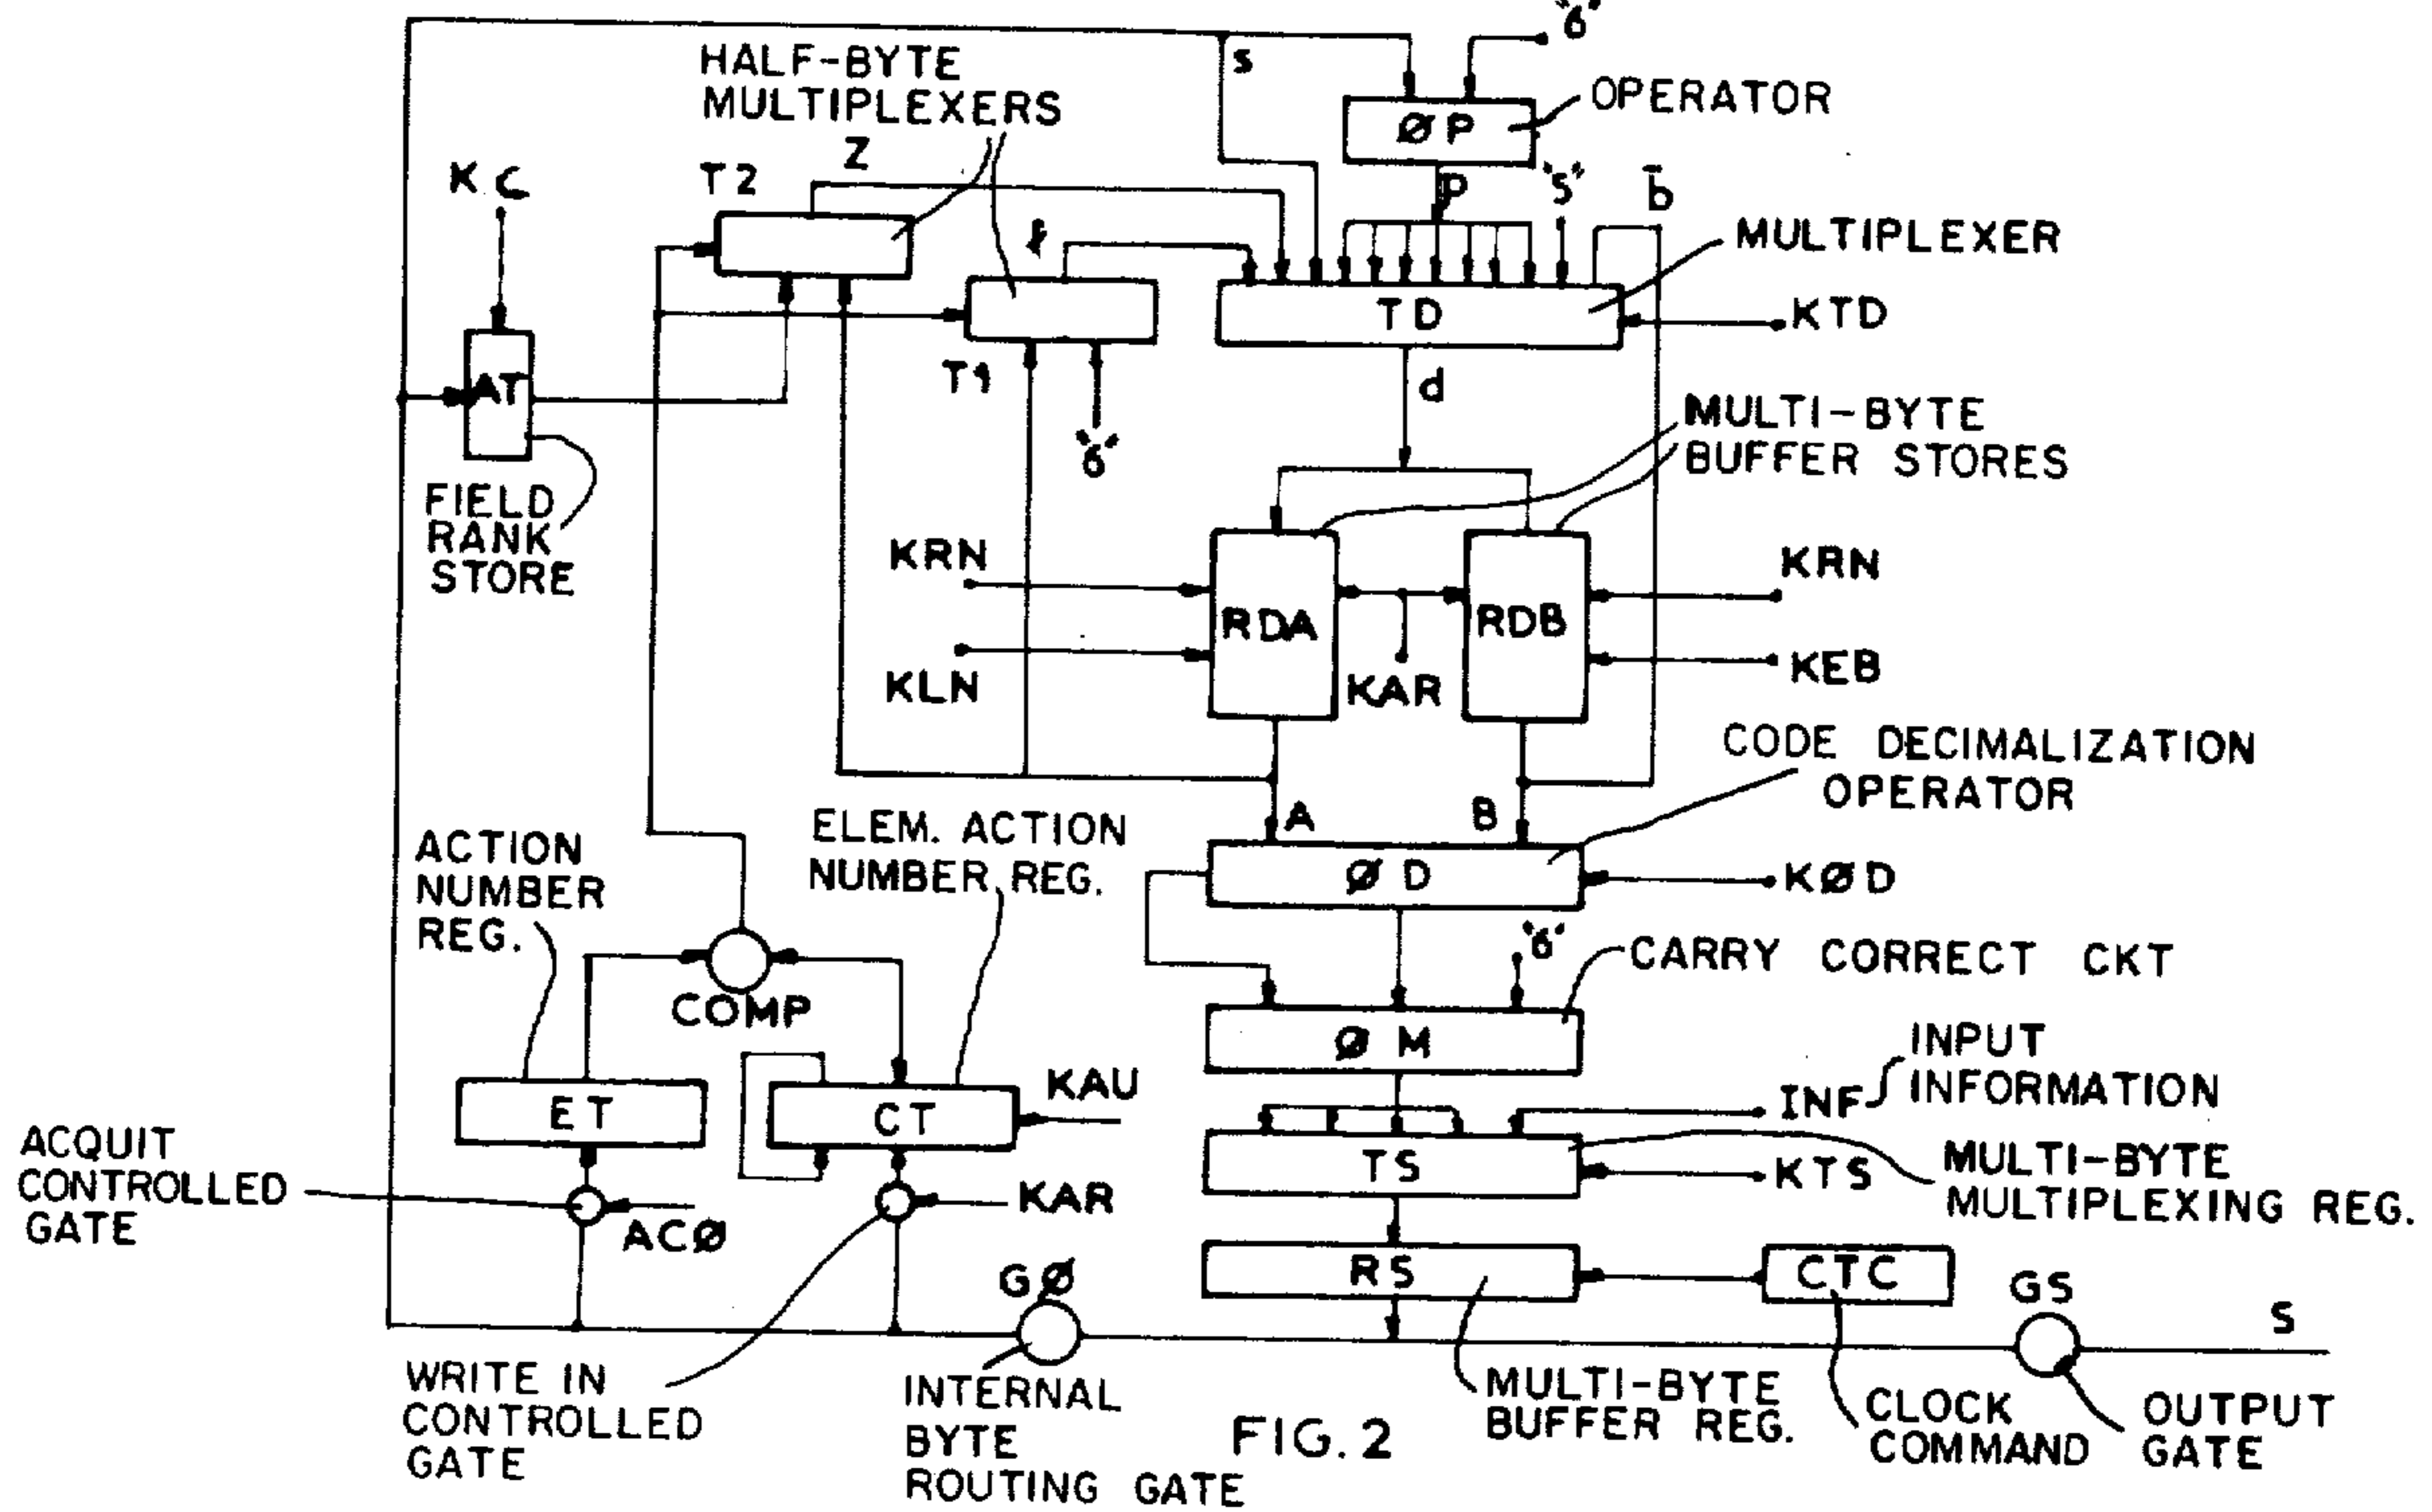 "6"
s
HALF-BYTE
MULTIPLEXERS
OPERATOR
ØP
Z
K C
T2
p
"5"
b̄
f
MULTIPLEXER
TD
KTD
AT
T1
d
"6"
MULTI-BYTE
BUFFER STORES
FIELD
RANK
STORE
KRN
KRN
RDA
RDB
KLN
KAR
KEB
CODE DECIMALIZATION
OPERATOR
A
B
ELEM. ACTION
NUMBER REG.
ACTION
NUMBER
REG.
ØD
KØD
"6"
CARRY CORRECT CKT
COMP
ØM
INPUT
INFORMATION
INF
KAU
ET
CT
ACQUIT
CONTROLLED
GATE
TS
KTS
MULTI-BYTE
MULTIPLEXING REG.
KAR
ACØ
RS
CTC
GØ
GS
S
WRITE IN
CONTROLLED
GATE
INTERNAL
BYTE
ROUTING GATE
FIG. 2
MULTI-BYTE
BUFFER REG.
CLOCK
COMMAND
OUTPUT
GATE